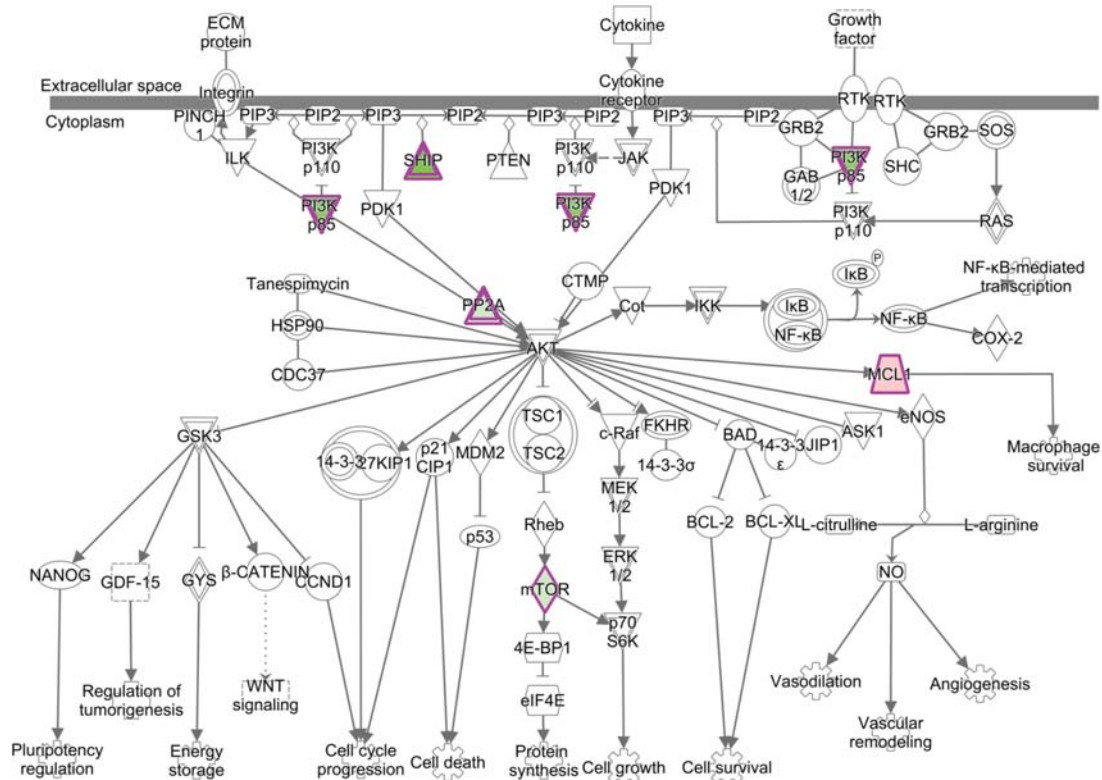 ECM
protein
Cytokine
Growth
factor
Extracellular space
Integrin
Cytokine
receptor
RTK
RTK
Cytoplasm
PINCH
1
PIP3
PIP2
PIP3
PIP2
PIP3
PIP2
PIP3
PIP2
GRB2
GRB2
SOS
ILK
PI3K
p110
SHIP
PTEN
PI3K
p110
JAK
PI3K
p85
SHC
GAB
1/2
PI3K
p85
PDK1
PI3K
p85
PDK1
PI3K
p110
RAS
Tanespimycin
PP2A
CTMP
Cot
IKK
IκB
NF-κB
IκB
P
NF-κB
NF-κB-mediated
transcription
COX-2
HSP90
CDC37
AKT
MCL1
GSK3
14-3-3
27KIP1
p21
CIP1
MDM2
TSC1
TSC2
c-Raf
FKHR
14-3-3σ
BAD
14-3-3
ε
JIP1
ASK1
eNOS
Macrophage
survival
MEK
1/2
p53
Rheb
BCL-2
BCL-XL
L-citrulline
L-arginine
ERK
1/2
NANOG
GDF-15
GYS
β-CATENIN
CCND1
mTOR
NO
p70
S6K
4E-BP1
Regulation of
tumorigenesis
WNT
signaling
eIF4E
Vasodilation
Vascular
remodeling
Angiogenesis
Pluripotency
regulation
Energy
storage
Cell cycle
progression
Cell death
Protein
synthesis
Cell growth
Cell survival